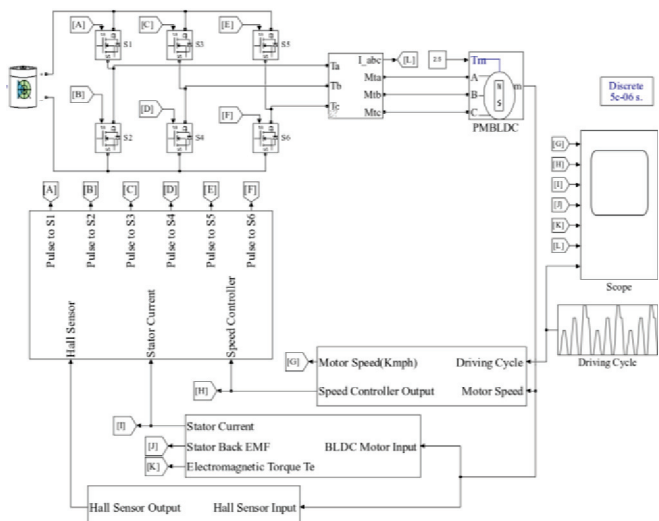 [A] [C] [E]
S1 S3 S5
[B] [D] [F]
S2 S4 S6
Ta I_abc [L] Tm
Tb Mta A m
Tc Mtb B
Mtc C
N
S
PMBLDC
Discrete
5e-06 s.
[G]
[H]
[I]
[J]
[K]
[L]
Scope
Driving Cycle
[A] [B] [C] [D] [E] [F]
Pulse to S1
Pulse to S2
Pulse to S3
Pulse to S4
Pulse to S5
Pulse to S6
Hall Sensor
Stator Current
Speed Controller
[G] Motor Speed(Kmph) Driving Cycle
[H] Speed Controller Output Motor Speed
[I] Stator Current
[J] Stator Back EMF BLDC Motor Input
[K] Electromagnetic Torque Te
Hall Sensor Output Hall Sensor Input